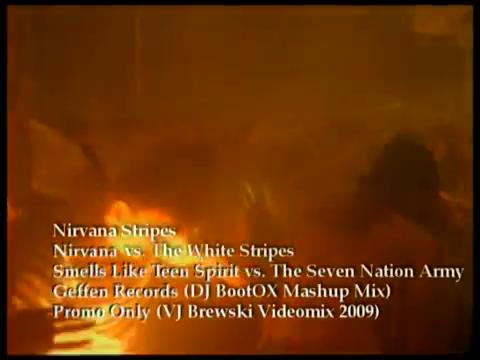 Nirvana Stripes
Nirvana vs. The White Stripes
Smells Like Teen Spirit vs. The Seven Nation Army
Geffen Records (DJ BootOX Mashup Mix)
Promo Only (VJ Brewski Videomix 2009)